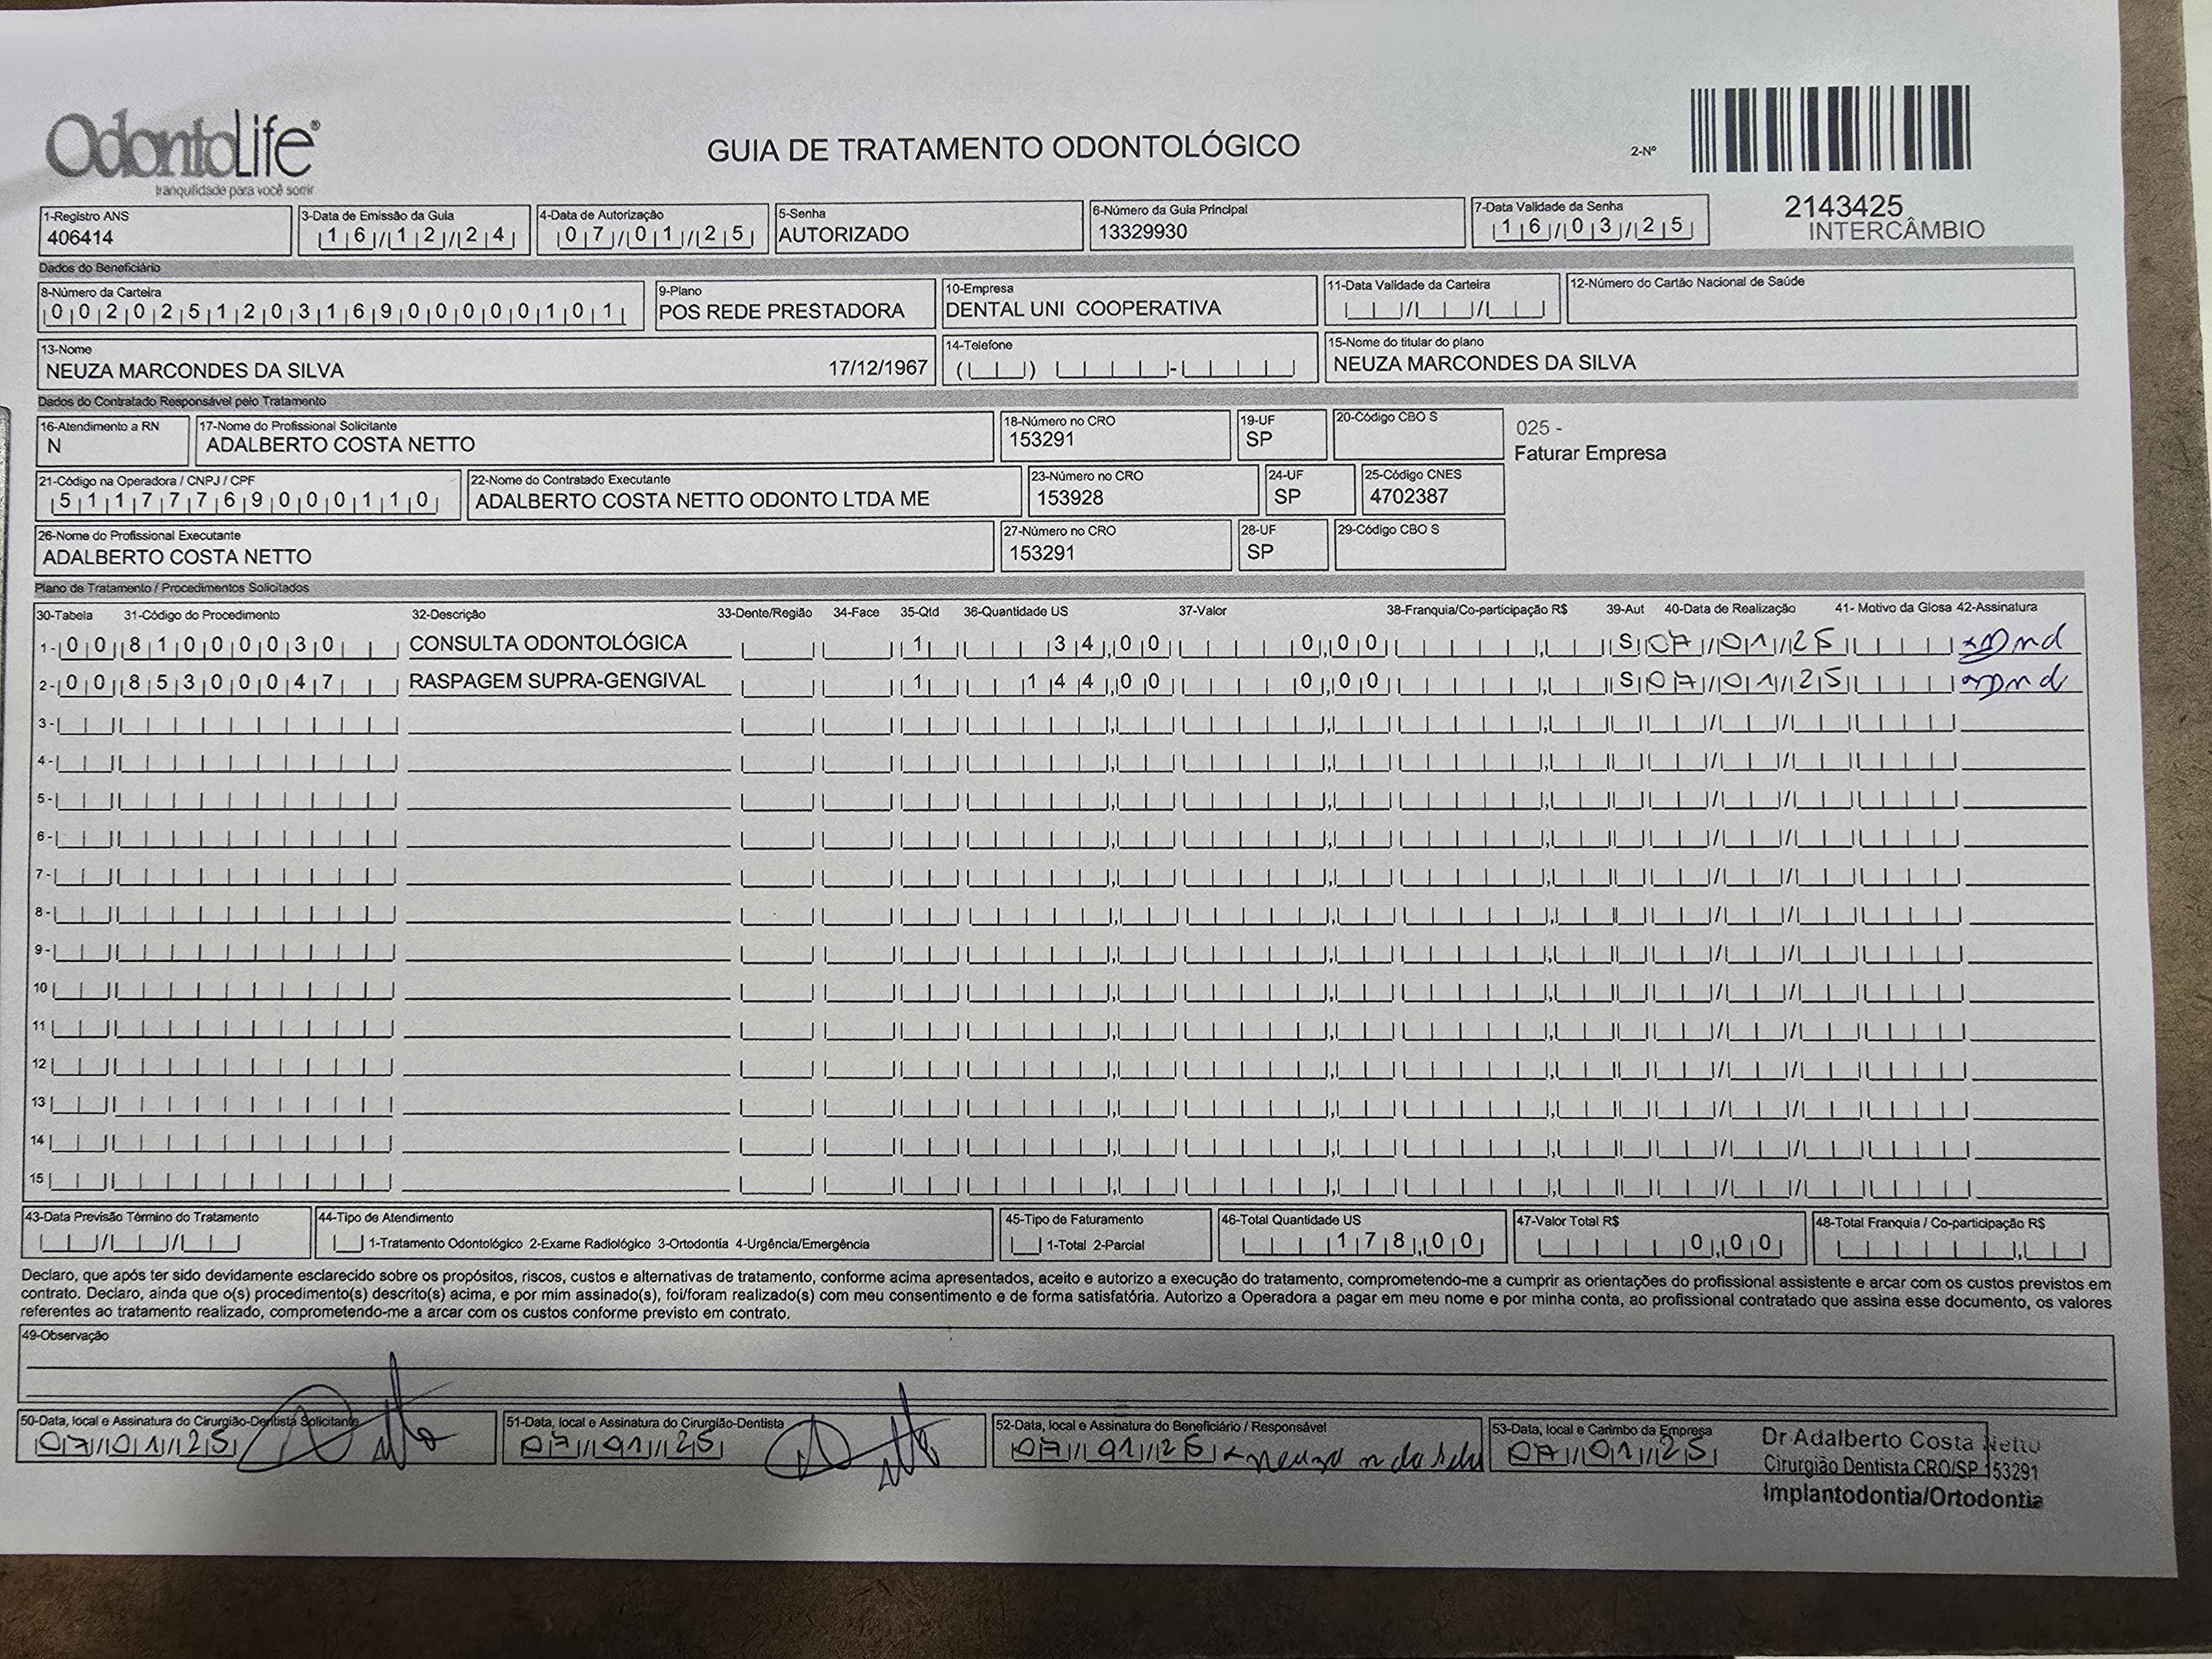 OdontoLife®
tranquilidade para você sorrir
GUIA DE TRATAMENTO ODONTOLÓGICO
2-Nº
2143425
INTERCÂMBIO
1-Registro ANS
406414
3-Data de Emissão da Guia
16/12/24
4-Data de Autorização
07/01/25
5-Senha
AUTORIZADO
6-Número da Guia Principal
13329930
7-Data Validade da Senha
16/03/25
Dados do Beneficiário
8-Número da Carteira
0020251203169000000101
9-Plano
POS REDE PRESTADORA
10-Empresa
DENTAL UNI COOPERATIVA
11-Data Validade da Carteira
12-Número do Cartão Nacional de Saúde
13-Nome
NEUZA MARCONDES DA SILVA 17/12/1967
14-Telefone
15-Nome do titular do plano
NEUZA MARCONDES DA SILVA
Dados do Contratado Responsável pelo Tratamento
16-Atendimento a RN
N
17-Nome do Profissional Solicitante
ADALBERTO COSTA NETTO
18-Número no CRO
153291
19-UF
SP
20-Código CBO S
025 -
Faturar Empresa
21-Código na Operadora / CNPJ / CPF
51177769000110
22-Nome do Contratado Executante
ADALBERTO COSTA NETTO ODONTO LTDA ME
23-Número no CRO
153928
24-UF
SP
25-Código CNES
4702387
26-Nome do Profissional Executante
ADALBERTO COSTA NETTO
27-Número no CRO
153291
28-UF
SP
29-Código CBO S
Plano de Tratamento / Procedimentos Solicitados
30-Tabela 31-Código do Procedimento 32-Descrição 33-Dente/Região 34-Face 35-Qtd 36-Quantidade US 37-Valor 38-Franquia/Co-participação R$ 39-Aut 40-Data de Realização 41- Motivo da Glosa 42-Assinatura
1- 00 81000030 CONSULTA ODONTOLÓGICA 1 34,00 0,00 S 07/01/25
2- 00 85300047 RASPAGEM SUPRA-GENGIVAL 1 144,00 0,00 S 07/01/25
3-
4-
5-
6-
7-
8-
9-
10
11
12
13
14
15
43-Data Previsão Término do Tratamento
44-Tipo de Atendimento
1-Tratamento Odontológico 2-Exame Radiológico 3-Ortodontia 4-Urgência/Emergência
45-Tipo de Faturamento
1-Total 2-Parcial
46-Total Quantidade US
178,00
47-Valor Total R$
0,00
48-Total Franquia / Co-participação R$
Declaro, que após ter sido devidamente esclarecido sobre os propósitos, riscos, custos e alternativas de tratamento, conforme acima apresentados, aceito e autorizo a execução do tratamento, comprometendo-me a cumprir as orientações do profissional assistente e arcar com os custos previstos em
contrato. Declaro, ainda que o(s) procedimento(s) descrito(s) acima, e por mim assinado(s), foi/foram realizado(s) com meu consentimento e de forma satisfatória. Autorizo a Operadora a pagar em meu nome e por minha conta, ao profissional contratado que assina esse documento, os valores
referentes ao tratamento realizado, comprometendo-me a arcar com os custos conforme previsto em contrato.
49-Observação
50-Data, local e Assinatura do Cirurgião-Dentista Solicitante
07/01/25
51-Data, local e Assinatura do Cirurgião-Dentista
07/01/25
52-Data, local e Assinatura do Beneficiário / Responsável
07/01/25 neuza
53-Data, local e Carimbo da Empresa
07/01/25
Dr Adalberto Costa Netto
Cirurgião Dentista CRO/SP 153291
Implantodontia/Ortodontia